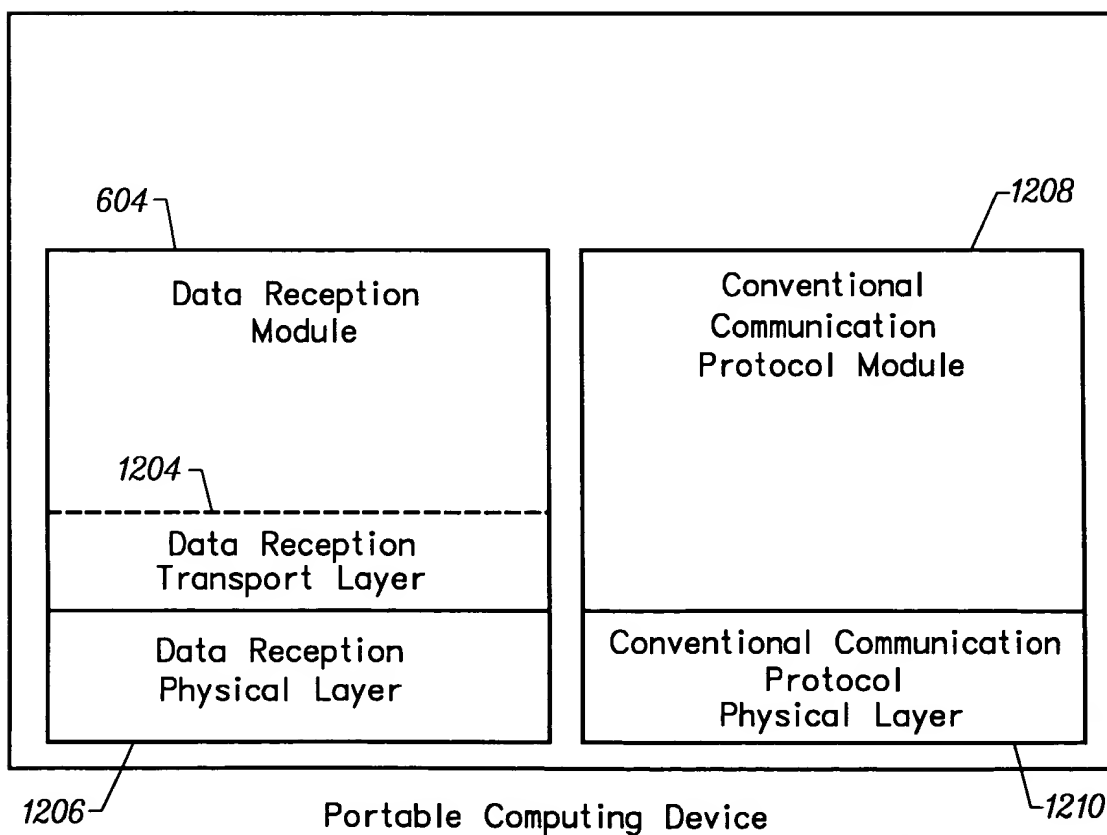 604
1208
Data Reception
Module
Conventional
Communication
Protocol Module
1204
Data Reception
Transport Layer
Data Reception
Physical Layer
Conventional Communication
Protocol
Physical Layer
1206
Portable Computing Device
1210